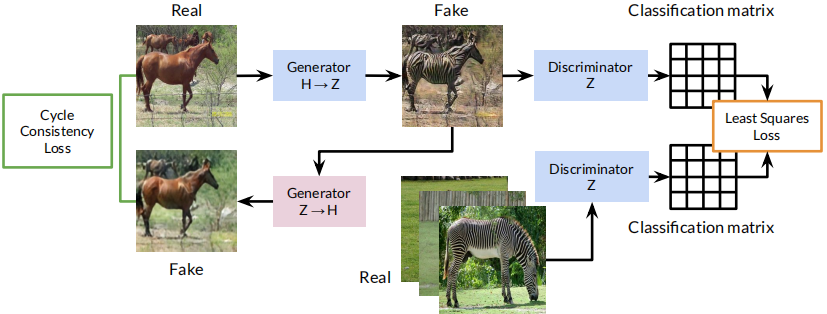 Real
Fake
Classification matrix
Generator
H → Z
Discriminator
Z
Cycle
Consistency
Loss
Least Squares
Loss
Generator
Z → H
Discriminator
Z
Fake
Real
Classification matrix